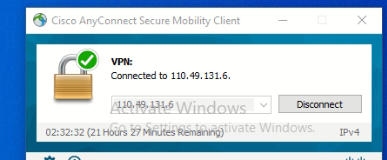 Cisco AnyConnect Secure Mobility Client
VPN:
Connected to 110.49.131.6.
110.49.131.6
Disconnect
Activate Windows
Go to Settings to activate Windows.
02:32:32 (21 Hours 27 Minutes Remaining)
IPv4